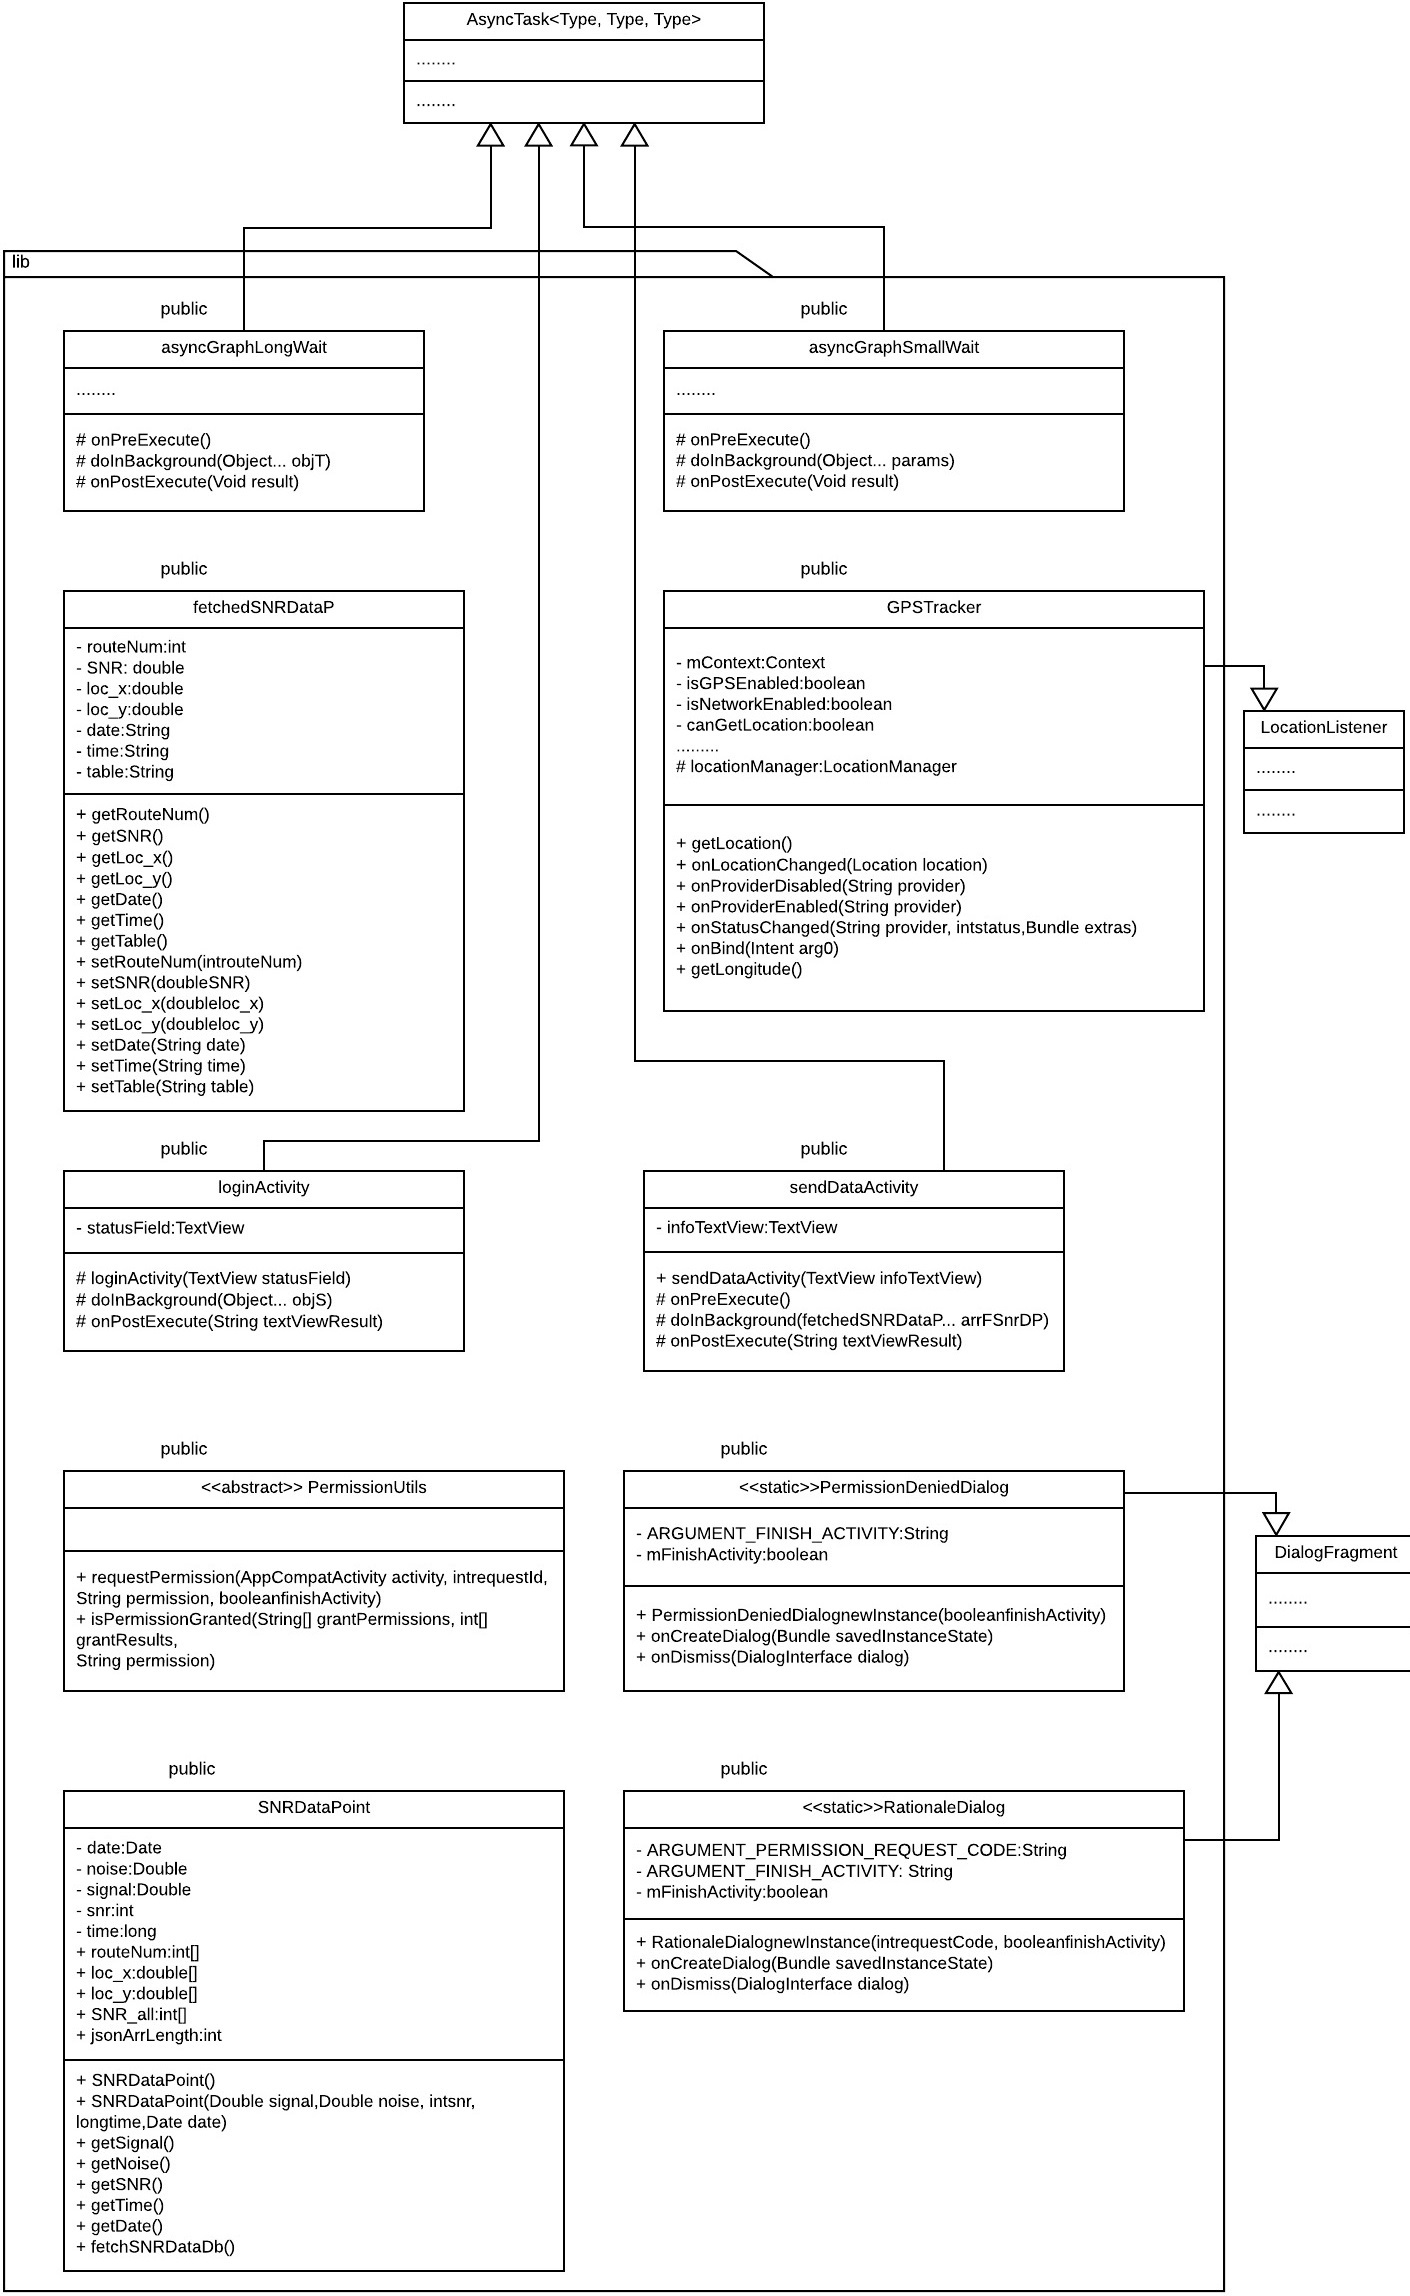 AsyncTask<Type, Type, Type>
........
........
lib
public
asyncGraphLongWait
........
# onPreExecute()
# doInBackground(Object... objT)
# onPostExecute(Void result)
public
asyncGraphSmallWait
........
# onPreExecute()
# doInBackground(Object... params)
# onPostExecute(Void result)
public
fetchedSNRDataP
- routeNum:int
- SNR: double
- loc_x:double
- loc_y:double
- date:String
- time:String
- table:String
+ getRouteNum()
+ getSNR()
+ getLoc_x()
+ getLoc_y()
+ getDate()
+ getTime()
+ getTable()
+ setRouteNum(introuteNum)
+ setSNR(doubleSNR)
+ setLoc_x(doubleloc_x)
+ setLoc_y(doubleloc_y)
+ setDate(String date)
+ setTime(String time)
+ setTable(String table)
public
GPSTracker
- mContext:Context
- isGPSEnabled:boolean
- isNetworkEnabled:boolean
- canGetLocation:boolean
.........
# locationManager:LocationManager
+ getLocation()
+ onLocationChanged(Location location)
+ onProviderDisabled(String provider)
+ onProviderEnabled(String provider)
+ onStatusChanged(String provider, intstatus,Bundle extras)
+ onBind(Intent arg0)
+ getLongitude()
LocationListener
........
........
public
loginActivity
- statusField:TextView
# loginActivity(TextView statusField)
# doInBackground(Object... objS)
# onPostExecute(String textViewResult)
public
sendDataActivity
- infoTextView:TextView
+ sendDataActivity(TextView infoTextView)
# onPreExecute()
# doInBackground(fetchedSNRDataP... arrFSnrDP)
# onPostExecute(String textViewResult)
public
<<abstract>> PermissionUtils
+ requestPermission(AppCompatActivity activity, intrequestId,
String permission, booleanfinishActivity)
+ isPermissionGranted(String[] grantPermissions, int[]
grantResults,
String permission)
public
<<static>>PermissionDeniedDialog
- ARGUMENT_FINISH_ACTIVITY:String
- mFinishActivity:boolean
+ PermissionDeniedDialognewInstance(booleanfinishActivity)
+ onCreateDialog(Bundle savedInstanceState)
+ onDismiss(DialogInterface dialog)
DialogFragment
........
........
public
SNRDataPoint
- date:Date
- noise:Double
- signal:Double
- snr:int
- time:long
+ routeNum:int[]
+ loc_x:double[]
+ loc_y:double[]
+ SNR_all:int[]
+ jsonArrLength:int
+ SNRDataPoint()
+ SNRDataPoint(Double signal,Double noise, intsnr,
longtime,Date date)
+ getSignal()
+ getNoise()
+ getSNR()
+ getTime()
+ getDate()
+ fetchSNRDataDb()
public
<<static>>RationaleDialog
- ARGUMENT_PERMISSION_REQUEST_CODE:String
- ARGUMENT_FINISH_ACTIVITY: String
- mFinishActivity:boolean
+ RationaleDialognewInstance(intrequestCode, booleanfinishActivity)
+ onCreateDialog(Bundle savedInstanceState)
+ onDismiss(DialogInterface dialog)